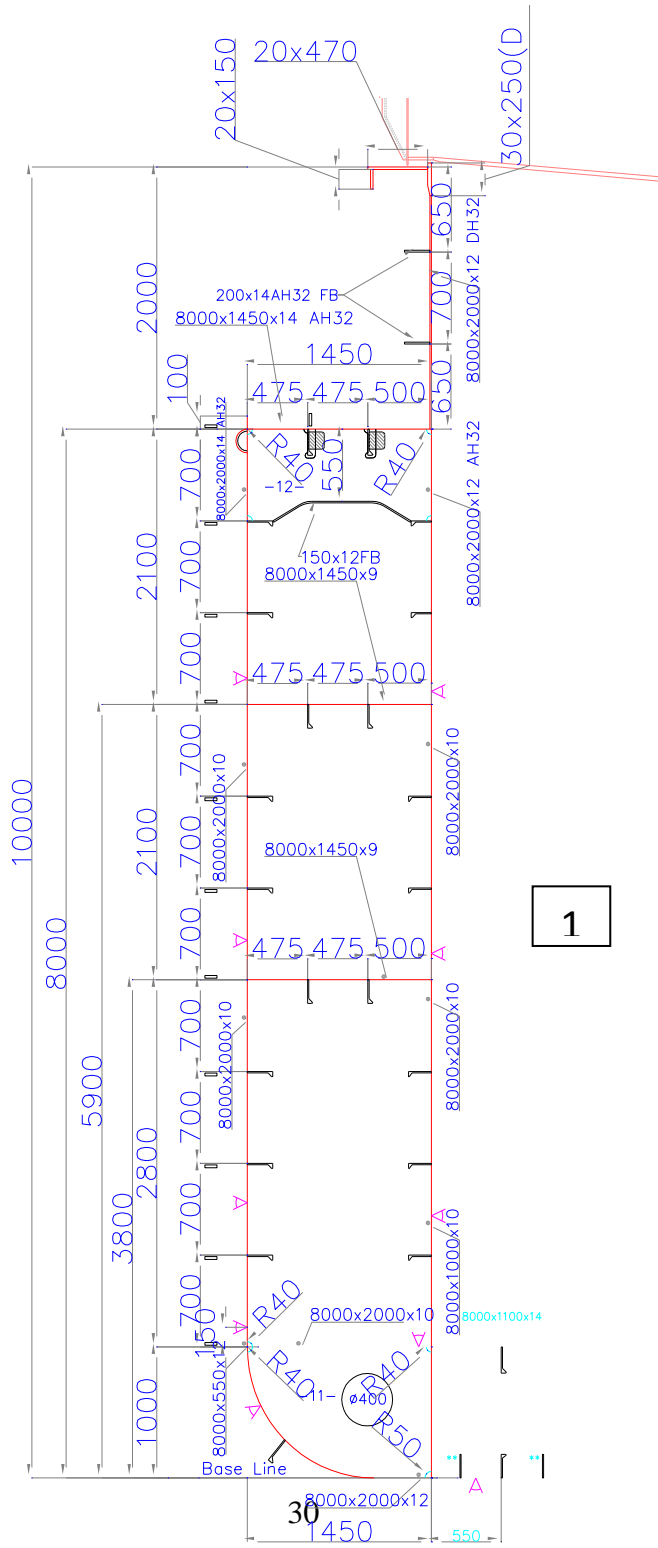 20x470
20x150
30x250(D
650
8000x2000x12 DH32
200x14AH32 FB
700
2000
8000x1450x14 AH32
1450
650
100
475 475 500
8000x2000x14 AH32
R40
550
R40
-12-
700
8000x2000x12 AH32
2100
150x12FB
8000x1450x9
700
700
475 475 500
10000
8000
700
8000x2000x10
8000x2000x10
2100
700
8000x1450x9
1
700
475 475 500
5900
8000x2000x10
8000x2000x10
700
2800
700
3800
700
8000x1000x10
700
150
R40
8000x2000x10
8000x1100x14
8000x550x12
R40
R40
-11-
ø400
1000
R50
Base Line
**
**
8000x2000x12
30
1450
550